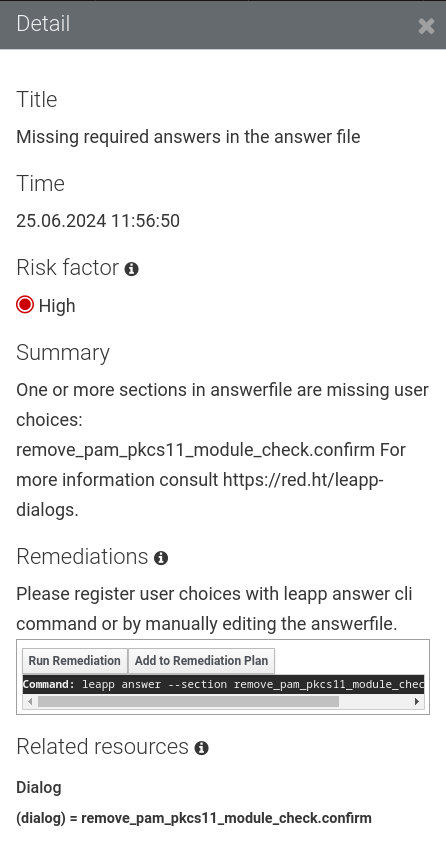 Detail
Title
Missing required answers in the answer file
Time
25.06.2024 11:56:50
Risk factor
High
Summary
One or more sections in answerfile are missing user
choices:
remove_pam_pkcs11_module_check.confirm For
more information consult https://red.ht/leapp-
dialogs.
Remediations
Please register user choices with leapp answer cli
command or by manually editing the answerfile.
Run Remediation Add to Remediation Plan
Command: leapp answer --section remove_pam_pkcs11_module_chec
Related resources
Dialog
(dialog) = remove_pam_pkcs11_module_check.confirm